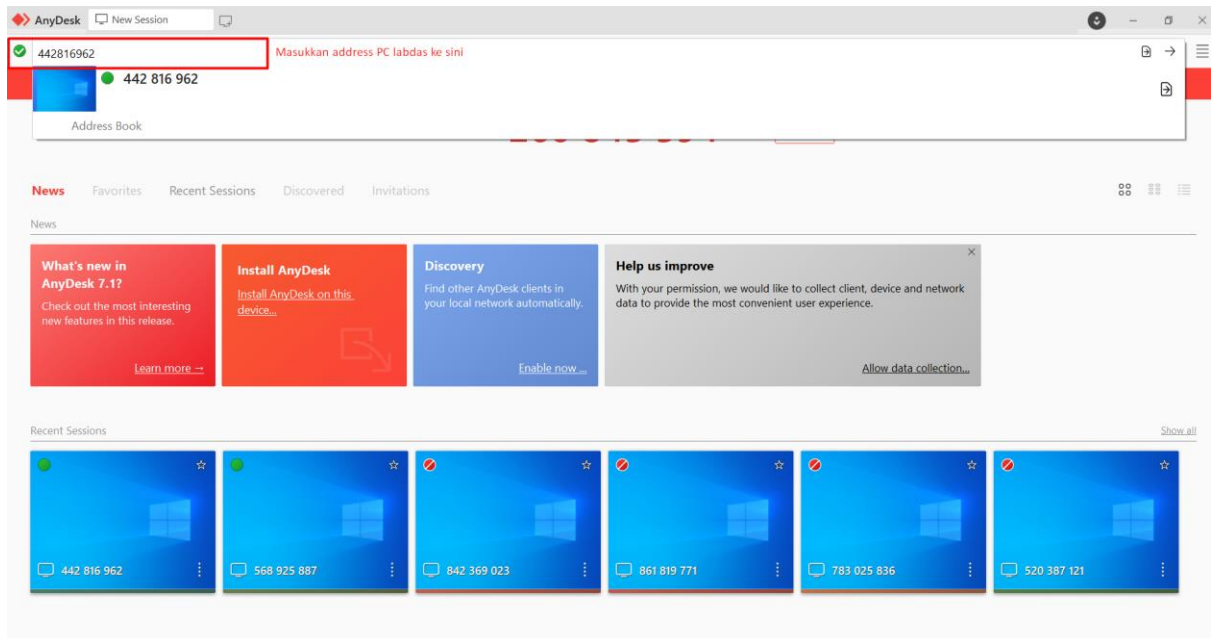 AnyDesk
New Session
442816962
Masukkan address PC labdas ke sini
442 816 962
Address Book
News
Favorites
Recent Sessions
Discovered
Invitations
News
What's new in
AnyDesk 7.1?
Check out the most interesting
new features in this release.
Learn more →
Install AnyDesk
Install AnyDesk on this
device...
Discovery
Find other AnyDesk clients in
your local network automatically.
Enable now ...
Help us improve
With your permission, we would like to collect client, device and network
data to provide the most convenient user experience.
Allow data collection...
Recent Sessions
Show all
442 816 962
568 925 887
842 369 023
861 819 771
783 025 836
520 387 121